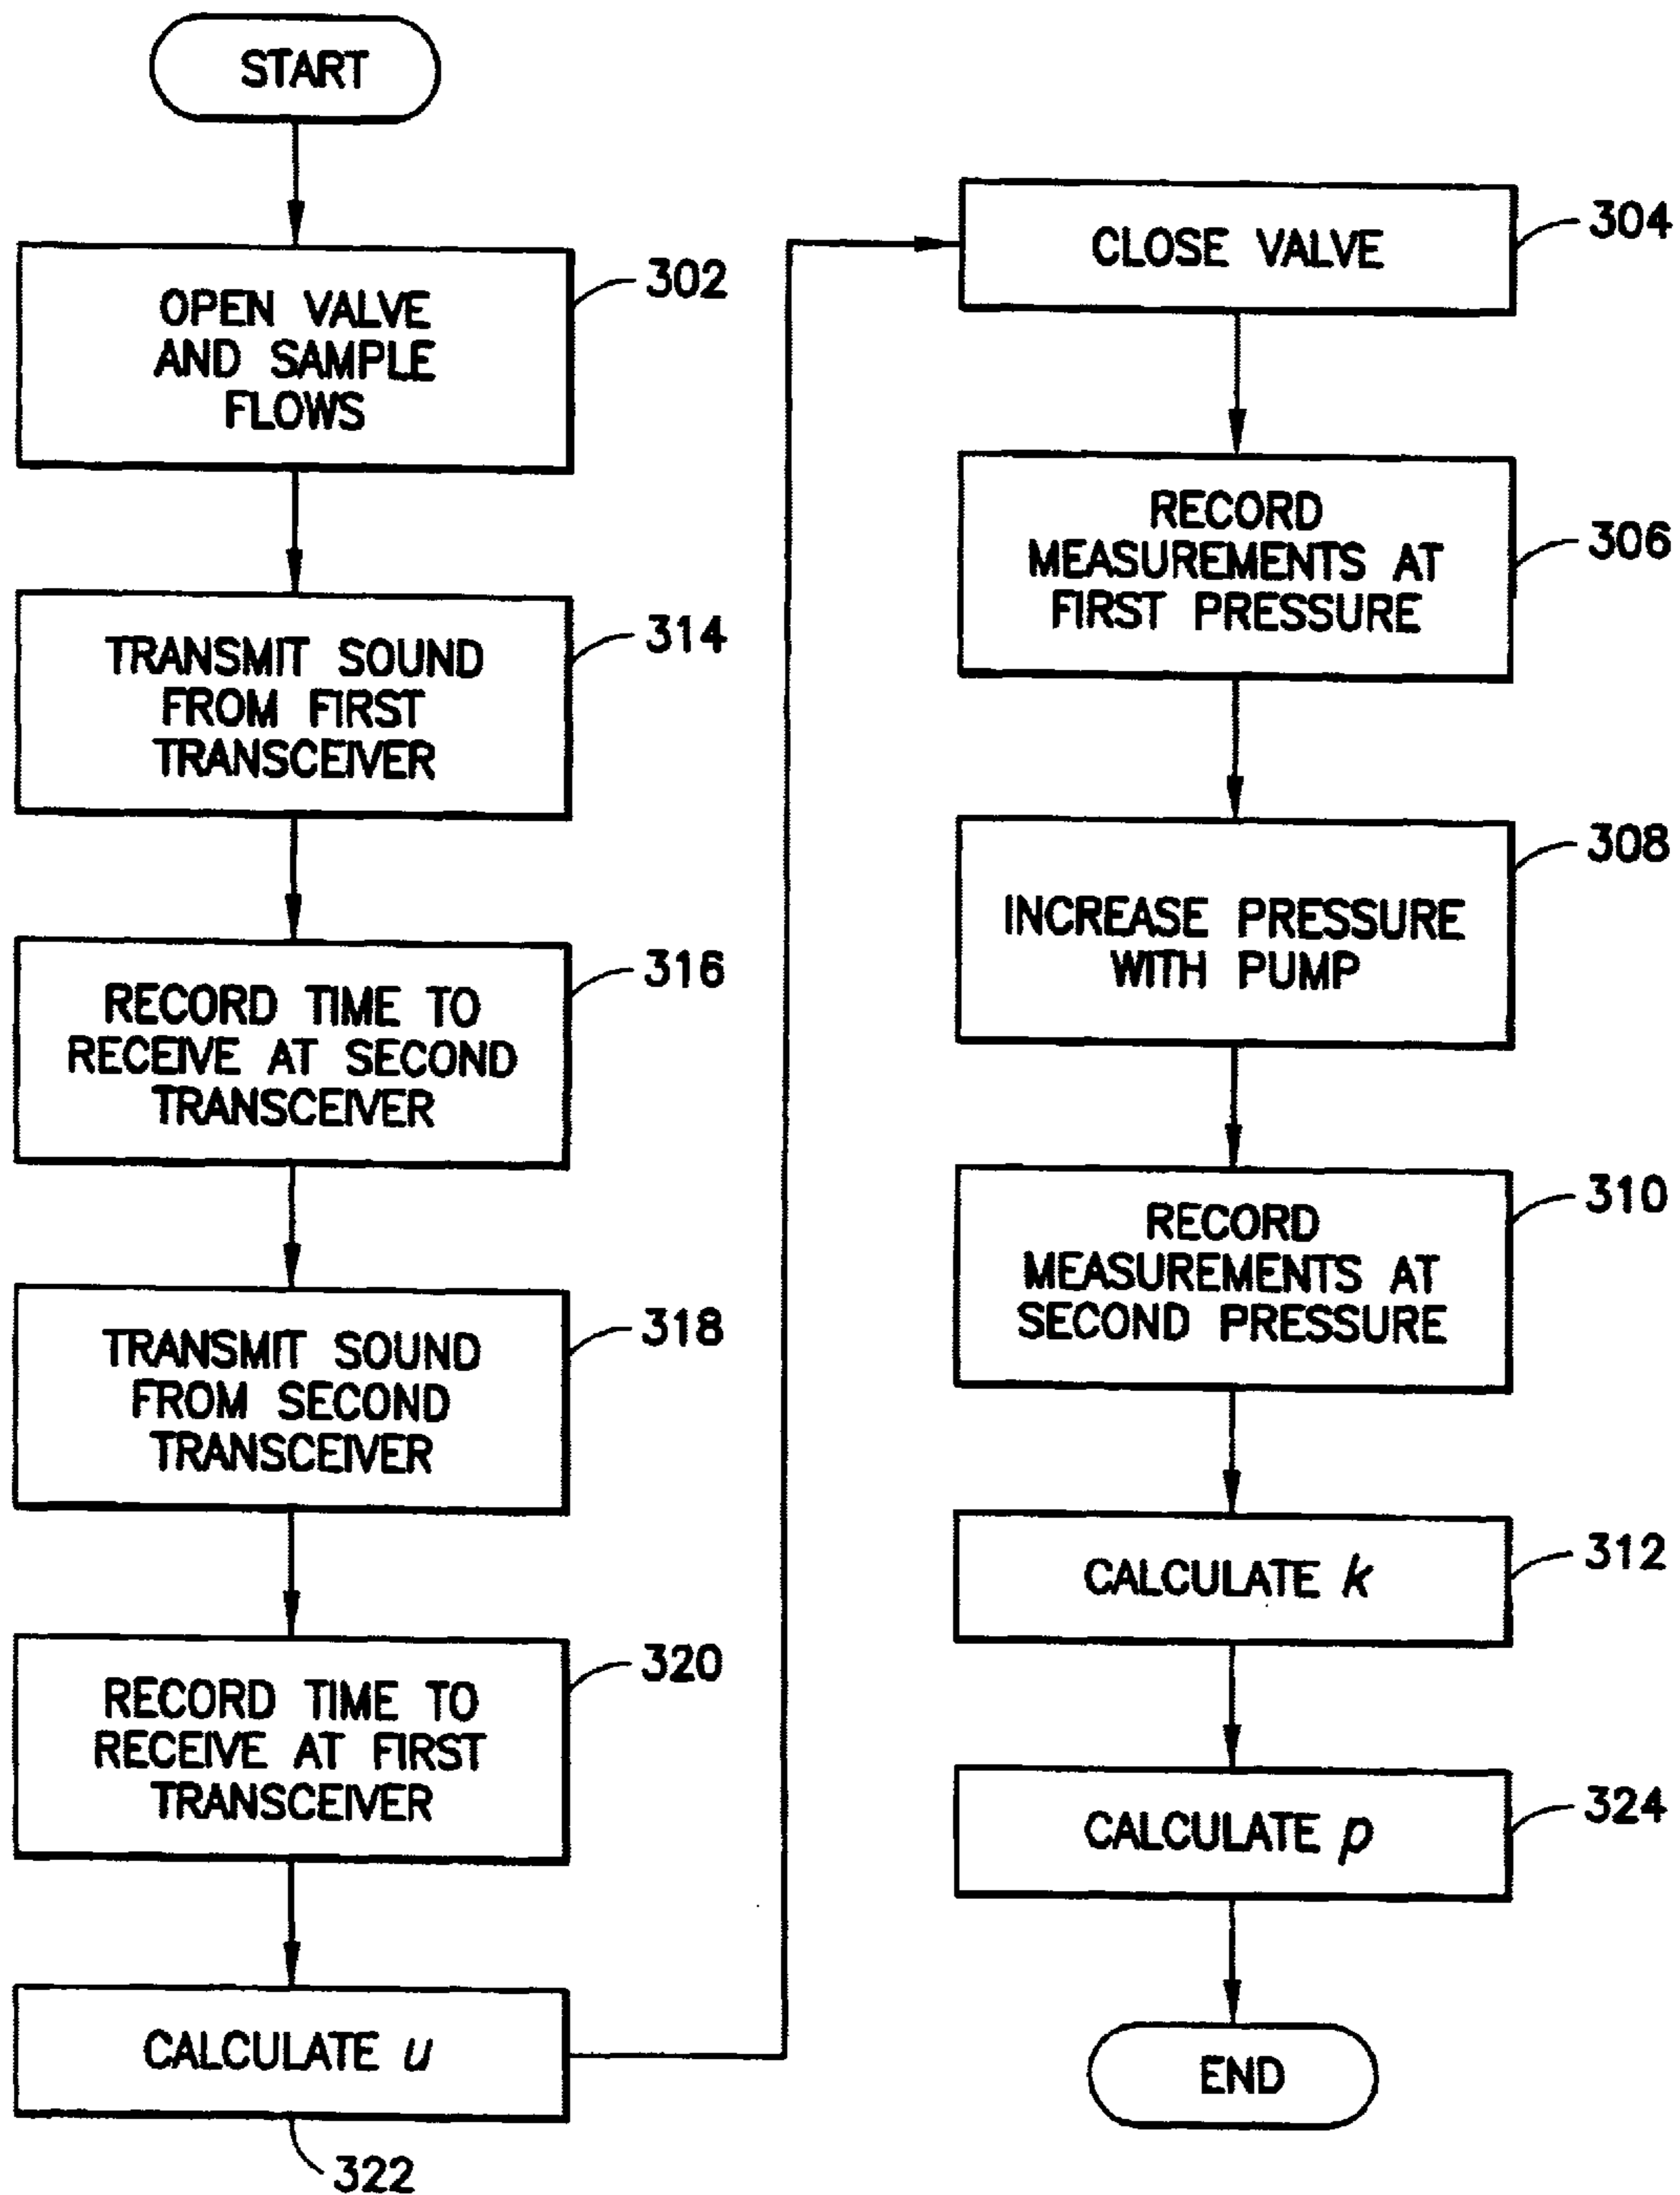 START
OPEN VALVE
AND SAMPLE
FLOWS
302
TRANSMIT SOUND
FROM FIRST
TRANSCEIVER
314
RECORD TIME TO
RECEIVE AT SECOND
TRANSCEIVER
316
TRANSMIT SOUND
FROM SECOND
TRANSCEIVER
318
RECORD TIME TO
RECEIVE AT FIRST
TRANSCEIVER
320
CALCULATE u
322
CLOSE VALVE
304
RECORD
MEASUREMENTS AT
FIRST PRESSURE
306
INCREASE PRESSURE
WITH PUMP
308
RECORD
MEASUREMENTS AT
SECOND PRESSURE
310
CALCULATE k
312
CALCULATE p
324
END